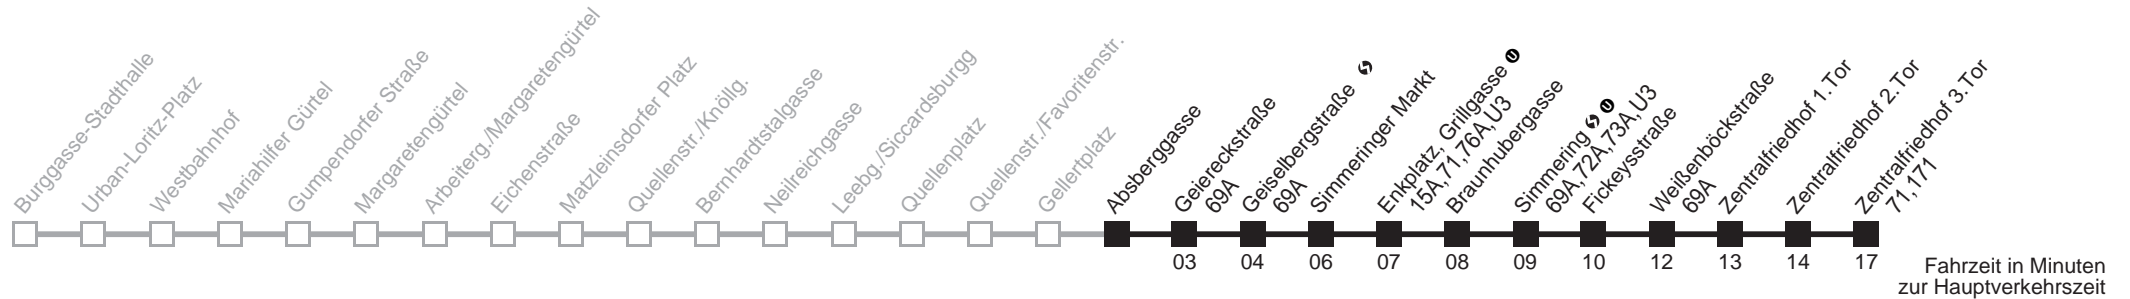 Burggasse-Stadthalle
Urban-Loritz-Platz
Westbahnhof
Mariahilfer Gürtel
Gumpendorfer Straße
Margaretengürtel
Arbeiterg./Margaretengürtel
Eichenstraße
Matzleinsdorfer Platz
Quellenstr./Knöllg.
Bernhardtstalgasse
Neilreichgasse
Leebg./Siccardsburgg
Quellenplatz
Quellenstr./Favoritenstr.
Gellertplatz
Absberggasse
Geiereckstraße
69A
Geiselbergstraße
69A
Simmeringer Markt
Enkplatz, Grillgasse U
15A,71,76A,U3
Braunhubergasse
Simmering S U
69A,72A,73A,U3
Fickeysstraße
Weißenböckstraße
69A
Zentralfriedhof 1.Tor
Zentralfriedhof 2.Tor
Zentralfriedhof 3.Tor
71,171
03 04 06 07 08 09 10 12 13 14 17
Fahrzeit in Minuten
zur Hauptverkehrszeit